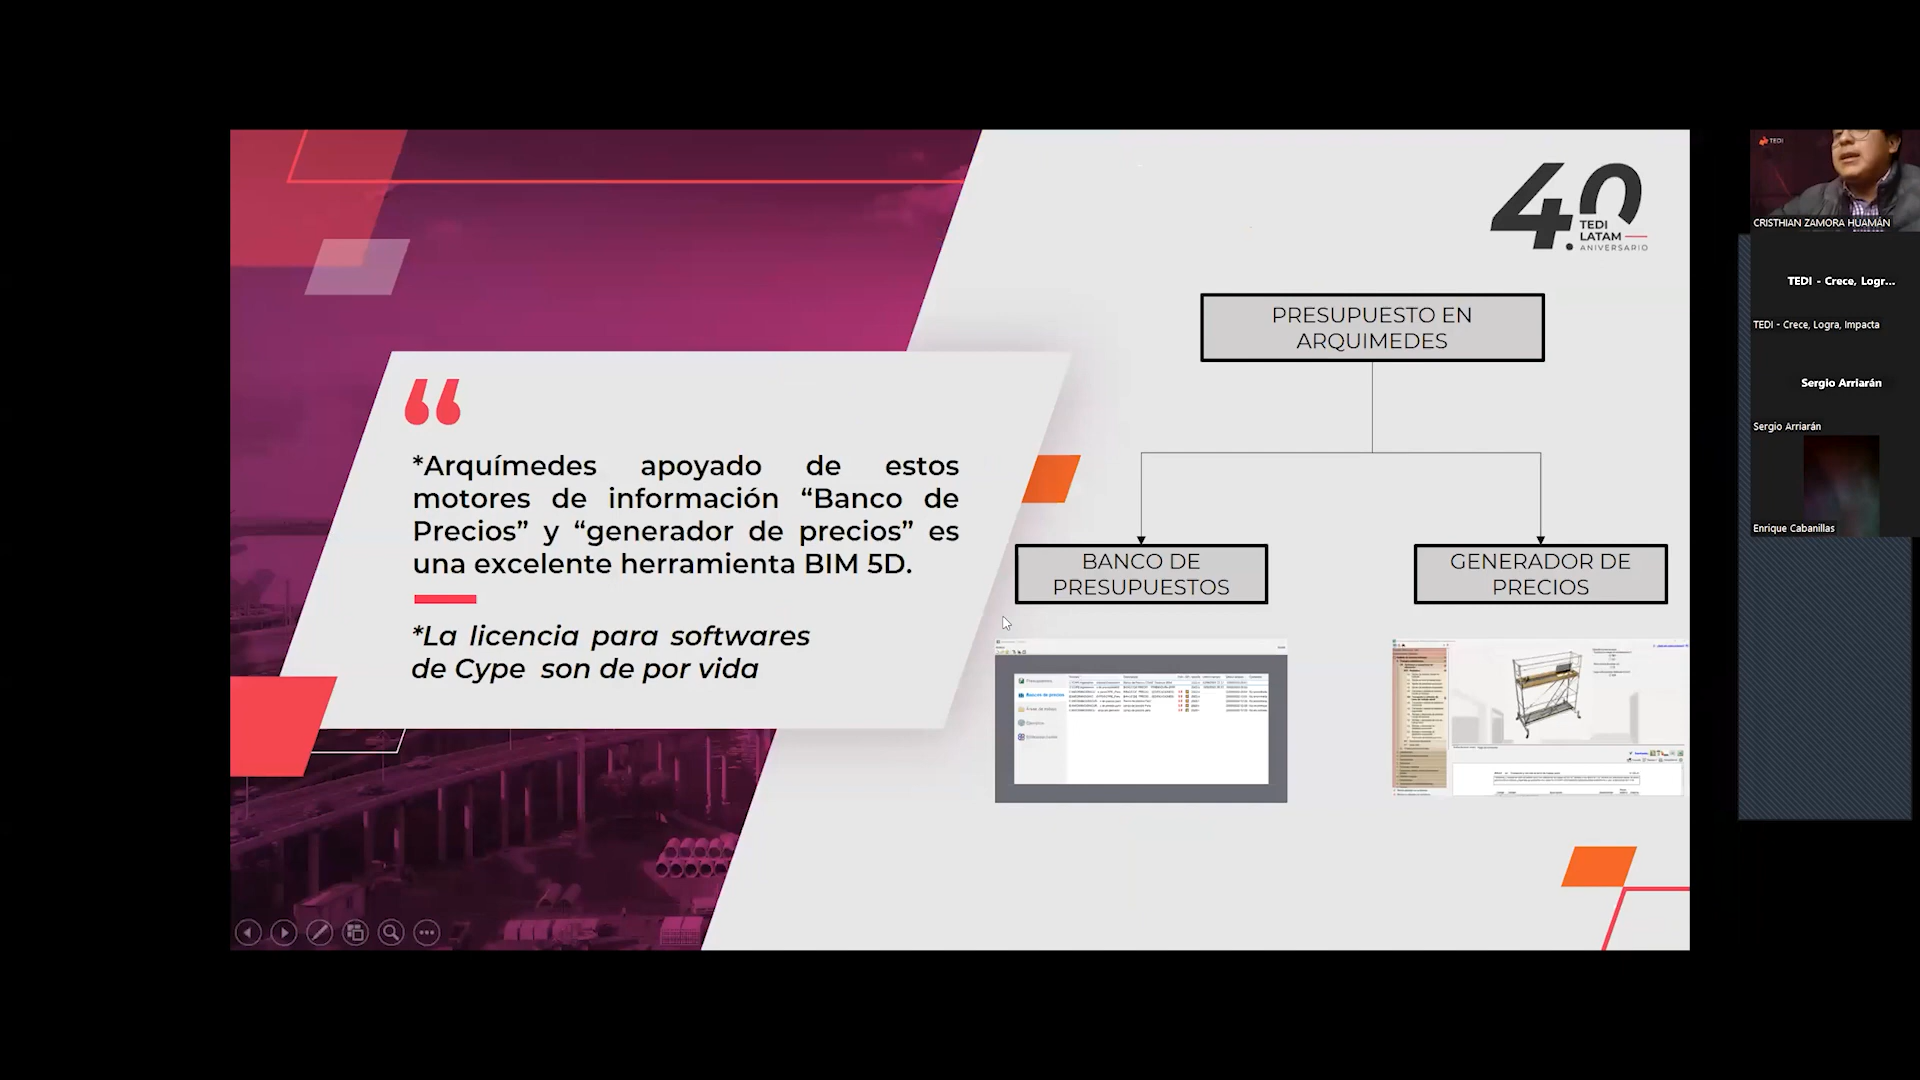 “
*Arquímedes apoyado de estos
motores de información “Banco de
Precios” y “generador de precios” es
una excelente herramienta BIM 5D.
*La licencia para softwares
de Cype son de por vida
4.0
TEDI
LATAM
ANIVERSARIO
PRESUPUESTO EN
ARQUIMEDES
BANCO DE
PRESUPUESTOS
GENERADOR DE
PRECIOS
TEDI
CRISTHIAN ZAMORA HUAMÁN
TEDI - Crece, Logr...
TEDI - Crece, Logra, Impacta
Sergio Arriarán
Sergio Arriarán
Enrique Cabanillas